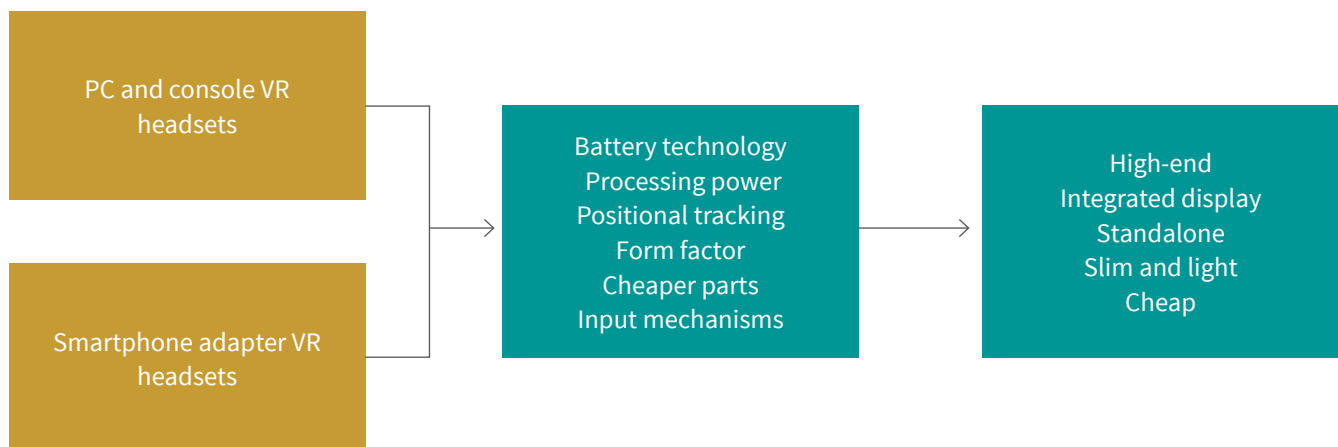 PC and console VR
headsets
Smartphone adapter VR
headsets
Battery technology
Processing power
Positional tracking
Form factor
Cheaper parts
Input mechanisms
High-end
Integrated display
Standalone
Slim and light
Cheap